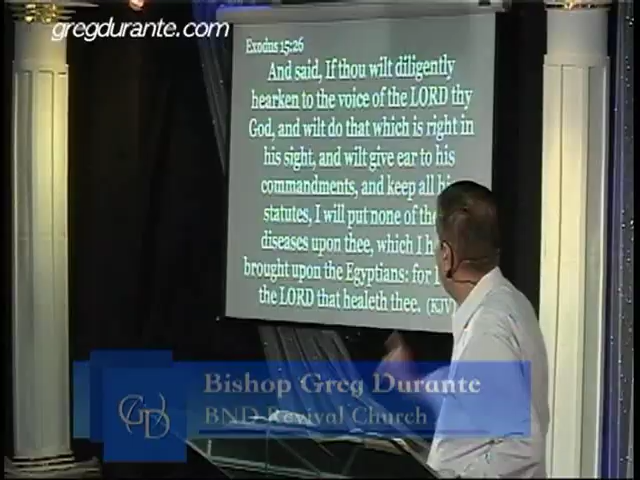 gregdurante.com
Exodus 15:26
And said, If thou wilt diligently
hearken to the voice of the LORD thy
God, and wilt do that which is right in
his sight, and wilt give ear to his
commandments, and keep all
statutes, I will put none of
diseases upon thee, which I
brought upon the Egyptians: for
the LORD that healeth thee. (KJV)
GD
Bishop Greg Durante
BND Revival Church